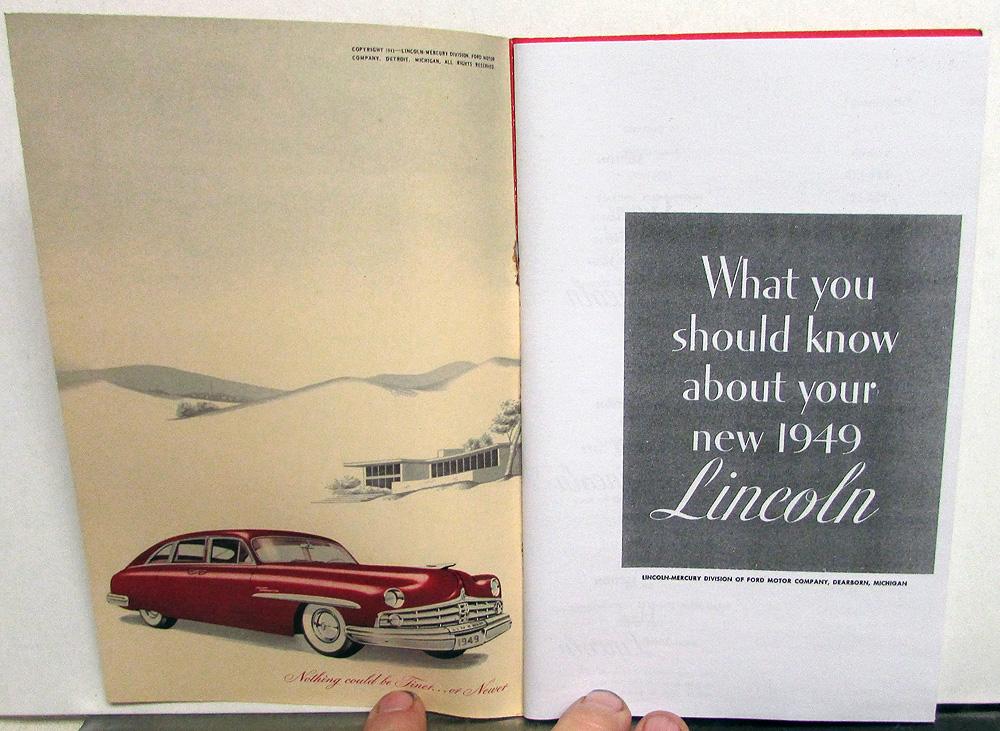 COPYRIGHT —LINCOLN-MERCURY DIVISION, FORD MOTOR
COMPANY, DETROIT, MICHIGAN, ALL RIGHTS RESERVED.
1949
Nothing could be Finer...or Newer
What you
should know
about your
new 1949
Lincoln
LINCOLN-MERCURY DIVISION OF FORD MOTOR COMPANY, DEARBORN, MICHIGAN